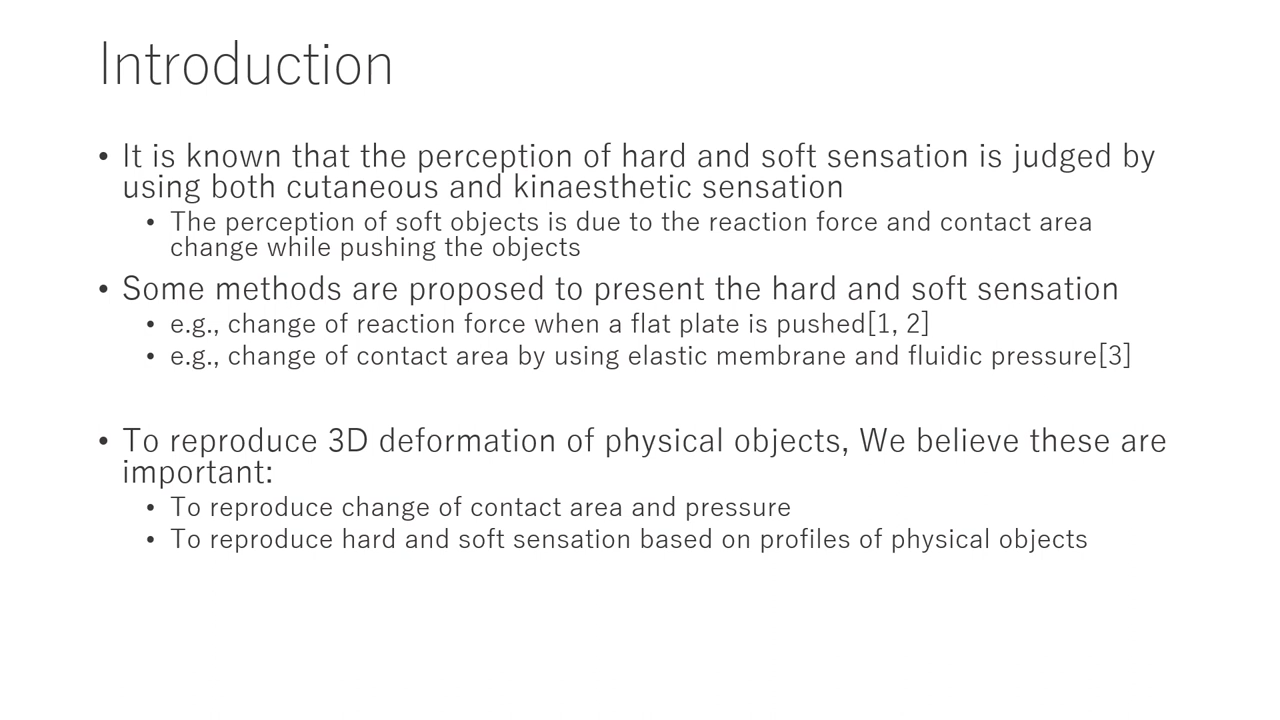 Introduction
• It is known that the perception of hard and soft sensation is judged by
using both cutaneous and kinaesthetic sensation
• The perception of soft objects is due to the reaction force and contact area
change while pushing the objects
• Some methods are proposed to present the hard and soft sensation
• e.g., change of reaction force when a flat plate is pushed[1, 2]
• e.g., change of contact area by using elastic membrane and fluidic pressure[3]
• To reproduce 3D deformation of physical objects, We believe these are
important:
• To reproduce change of contact area and pressure
• To reproduce hard and soft sensation based on profiles of physical objects